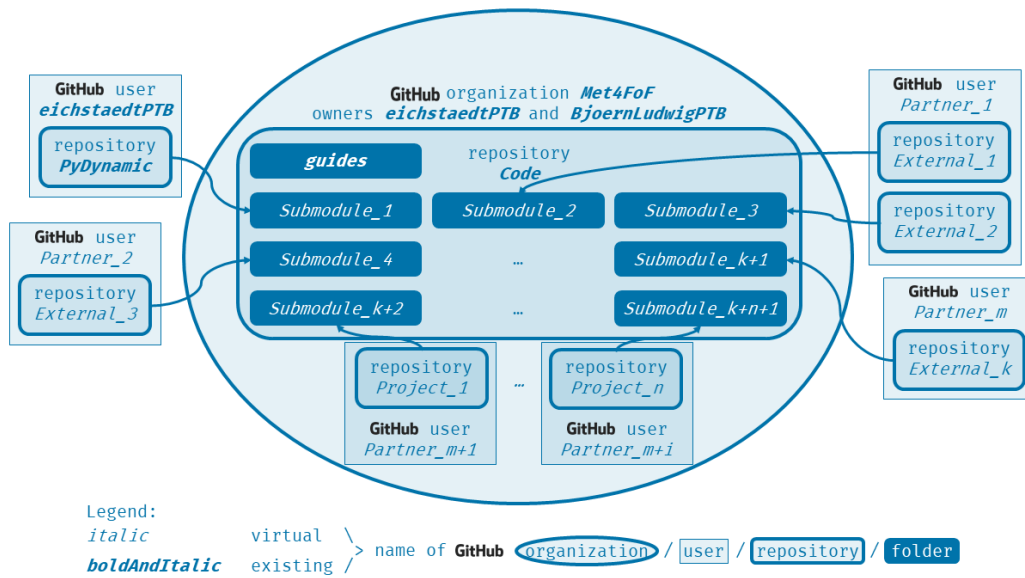 GitHub organization Met4FoF
owners eichstaedtPTB and BjoernLudwigPTB
GitHub user
eichstaedtPTB
repository
PyDynamic
GitHub user
Partner_2
repository
External_3
repository
Code
guides
Submodule_1
Submodule_2
Submodule_3
Submodule_4
…
Submodule_k+1
Submodule_k+2
…
Submodule_k+n+1
GitHub user
Partner_1
repository
External_1
repository
External_2
GitHub user
Partner_m
repository
External_k
repository
Project_1
GitHub user
Partner_m+1
…
repository
Project_n
GitHub user
Partner_m+i
Legend:
italic virtual \
> name of GitHub organization / user / repository / folder
boldAndItalic existing /